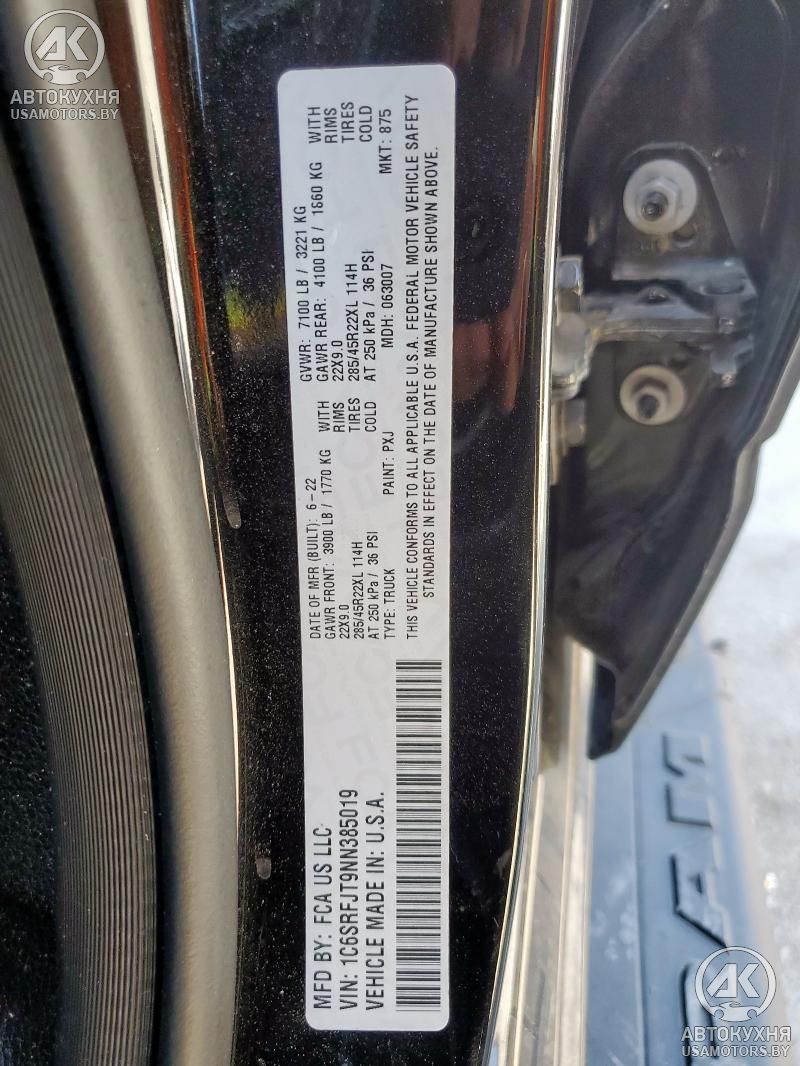 АВТОКУХНЯ
USAMOTORS.BY
MFD BY: FCA US LLC
VIN: 1C6SRFJT9NN385019
VEHICLE MADE IN: U.S.A.
DATE OF MFR (BUILT): 6-22 GVWR: 7100 LB / 3221 KG
GAWR FRONT: 3900 LB / 1770 KG WITH GAWR REAR: 4100 LB / 1860 KG WITH
22X9.0 RIMS 22X9.0 RIMS
285/45R22XL 114H TIRES 285/45R22XL 114H TIRES
AT 250 kPa / 36 PSI COLD AT 250 kPa / 36 PSI COLD
TYPE: TRUCK PAINT: PXJ MDH: 063007 MKT: 875
THIS VEHICLE CONFORMS TO ALL APPLICABLE U.S.A. FEDERAL MOTOR VEHICLE SAFETY
STANDARDS IN EFFECT ON THE DATE OF MANUFACTURE SHOWN ABOVE.
RAM
АВТОКУХНЯ
USAMOTORS.BY